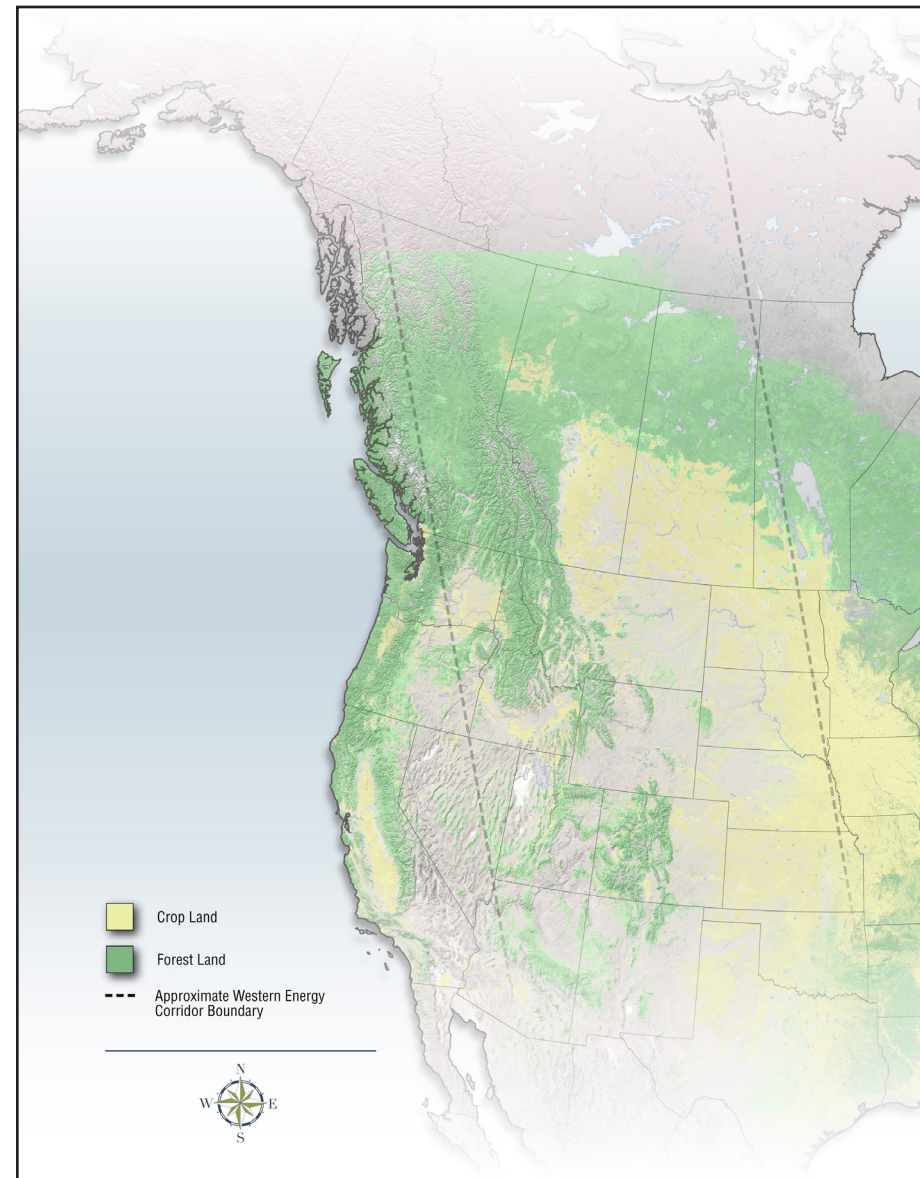 Crop Land
Forest Land
Approximate Western Energy
Corridor Boundary
N
W E
S